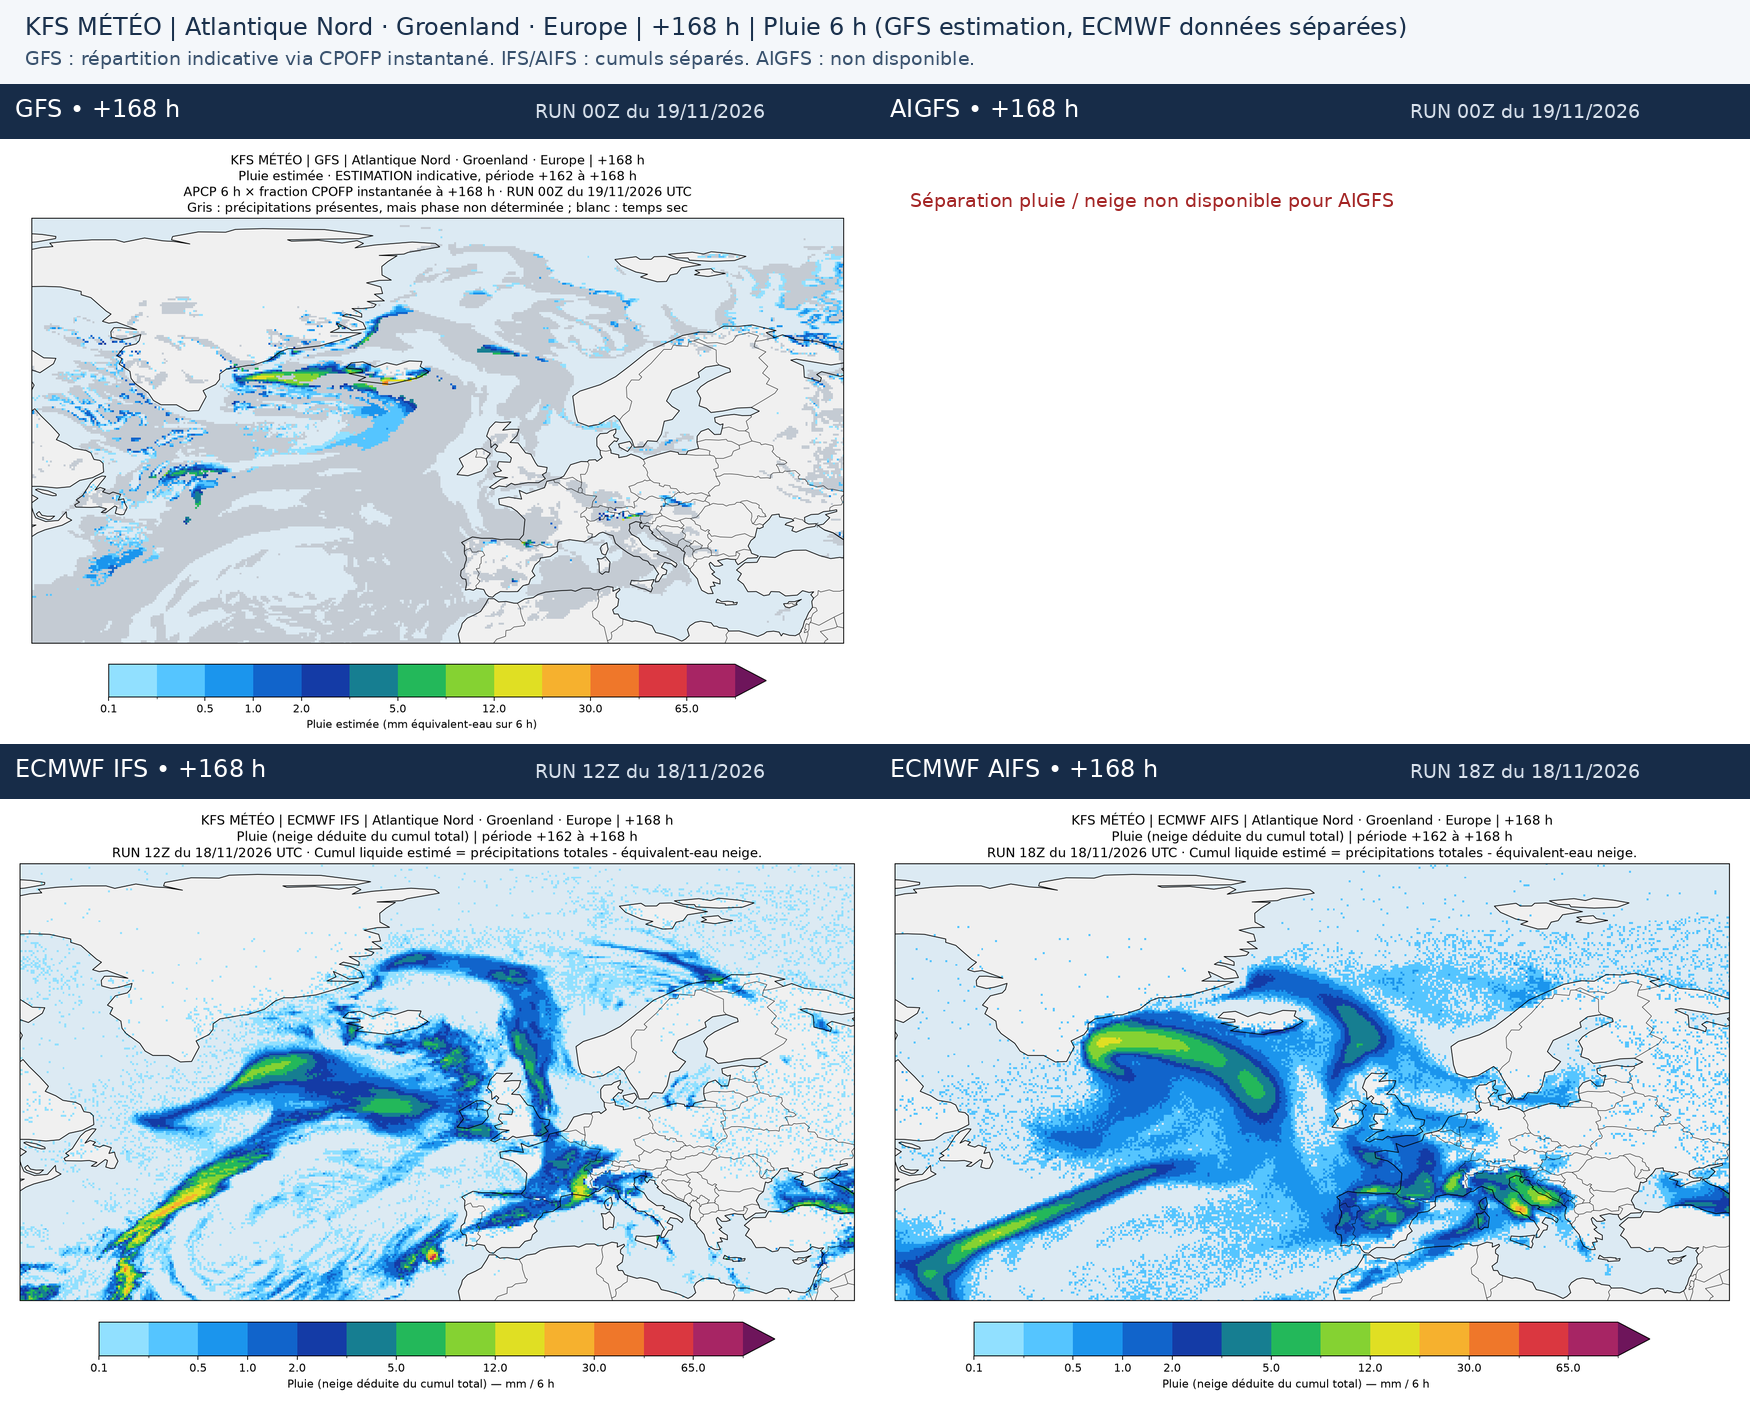 KFS MÉTÉO | Atlantique Nord · Groenland · Europe | +168 h | Pluie 6 h (GFS estimation, ECMWF données séparées)
GFS : répartition indicative via CPOFP instantané. IFS/AIFS : cumuls séparés. AIGFS : non disponible.
GFS • +168 h
RUN 00Z du 19/11/2026
AIGFS • +168 h
RUN 00Z du 19/11/2026
KFS MÉTÉO | GFS | Atlantique Nord · Groenland · Europe | +168 h
Pluie estimée · ESTIMATION indicative, période +162 à +168 h
APCP 6 h × fraction CPOFP instantanée à +168 h · RUN 00Z du 19/11/2026 UTC
Gris : précipitations présentes, mais phase non déterminée ; blanc : temps sec
Séparation pluie / neige non disponible pour AIGFS
0.1 0.5 1.0 2.0 5.0 12.0 30.0 65.0
Pluie estimée (mm équivalent-eau sur 6 h)
ECMWF IFS • +168 h
RUN 12Z du 18/11/2026
ECMWF AIFS • +168 h
RUN 18Z du 18/11/2026
KFS MÉTÉO | ECMWF IFS | Atlantique Nord · Groenland · Europe | +168 h
Pluie (neige déduite du cumul total) | période +162 à +168 h
RUN 12Z du 18/11/2026 UTC · Cumul liquide estimé = précipitations totales - équivalent-eau neige.
KFS MÉTÉO | ECMWF AIFS | Atlantique Nord · Groenland · Europe | +168 h
Pluie (neige déduite du cumul total) | période +162 à +168 h
RUN 18Z du 18/11/2026 UTC · Cumul liquide estimé = précipitations totales - équivalent-eau neige.
0.1 0.5 1.0 2.0 5.0 12.0 30.0 65.0
Pluie (neige déduite du cumul total) — mm / 6 h
0.1 0.5 1.0 2.0 5.0 12.0 30.0 65.0
Pluie (neige déduite du cumul total) — mm / 6 h